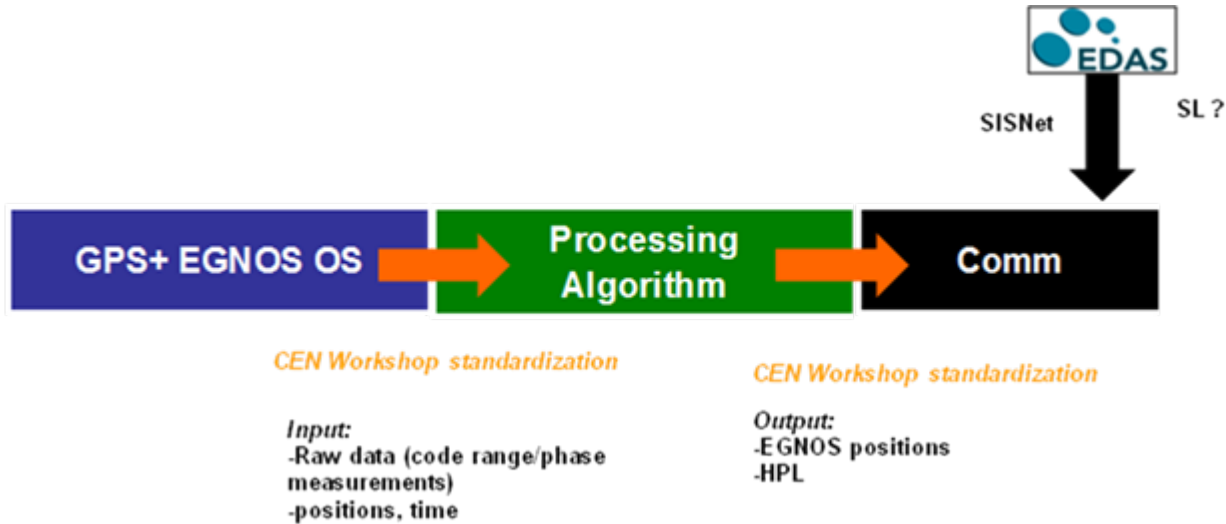 EDAS
SISNet
SL ?
GPS+ EGNOS OS
Processing
Algorithm
Comm
CEN Workshop standardization
Input:
-Raw data (code range/phase
measurements)
-positions, time
CEN Workshop standardization
Output:
-EGNOS positions
-HPL